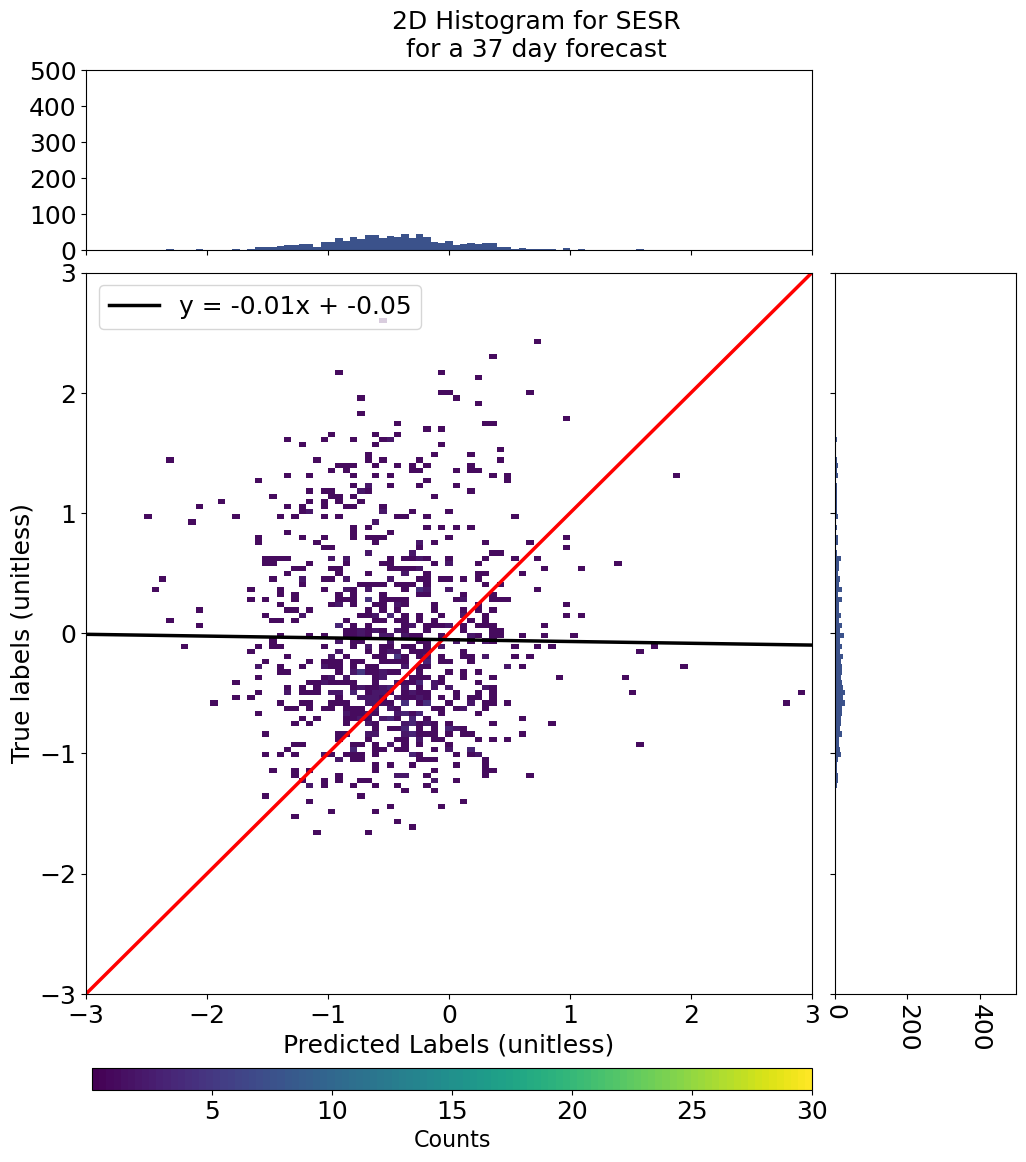 2D Histogram for SESR
for a 37 day forecast
500
400
300
200
100
0
3
2
1
0
−1
−2
−3
True labels (unitless)
y = -0.01x + -0.05
−3 −2 −1 0 1 2 3
Predicted Labels (unitless)
0 200 400
5 10 15 20 25 30
Counts